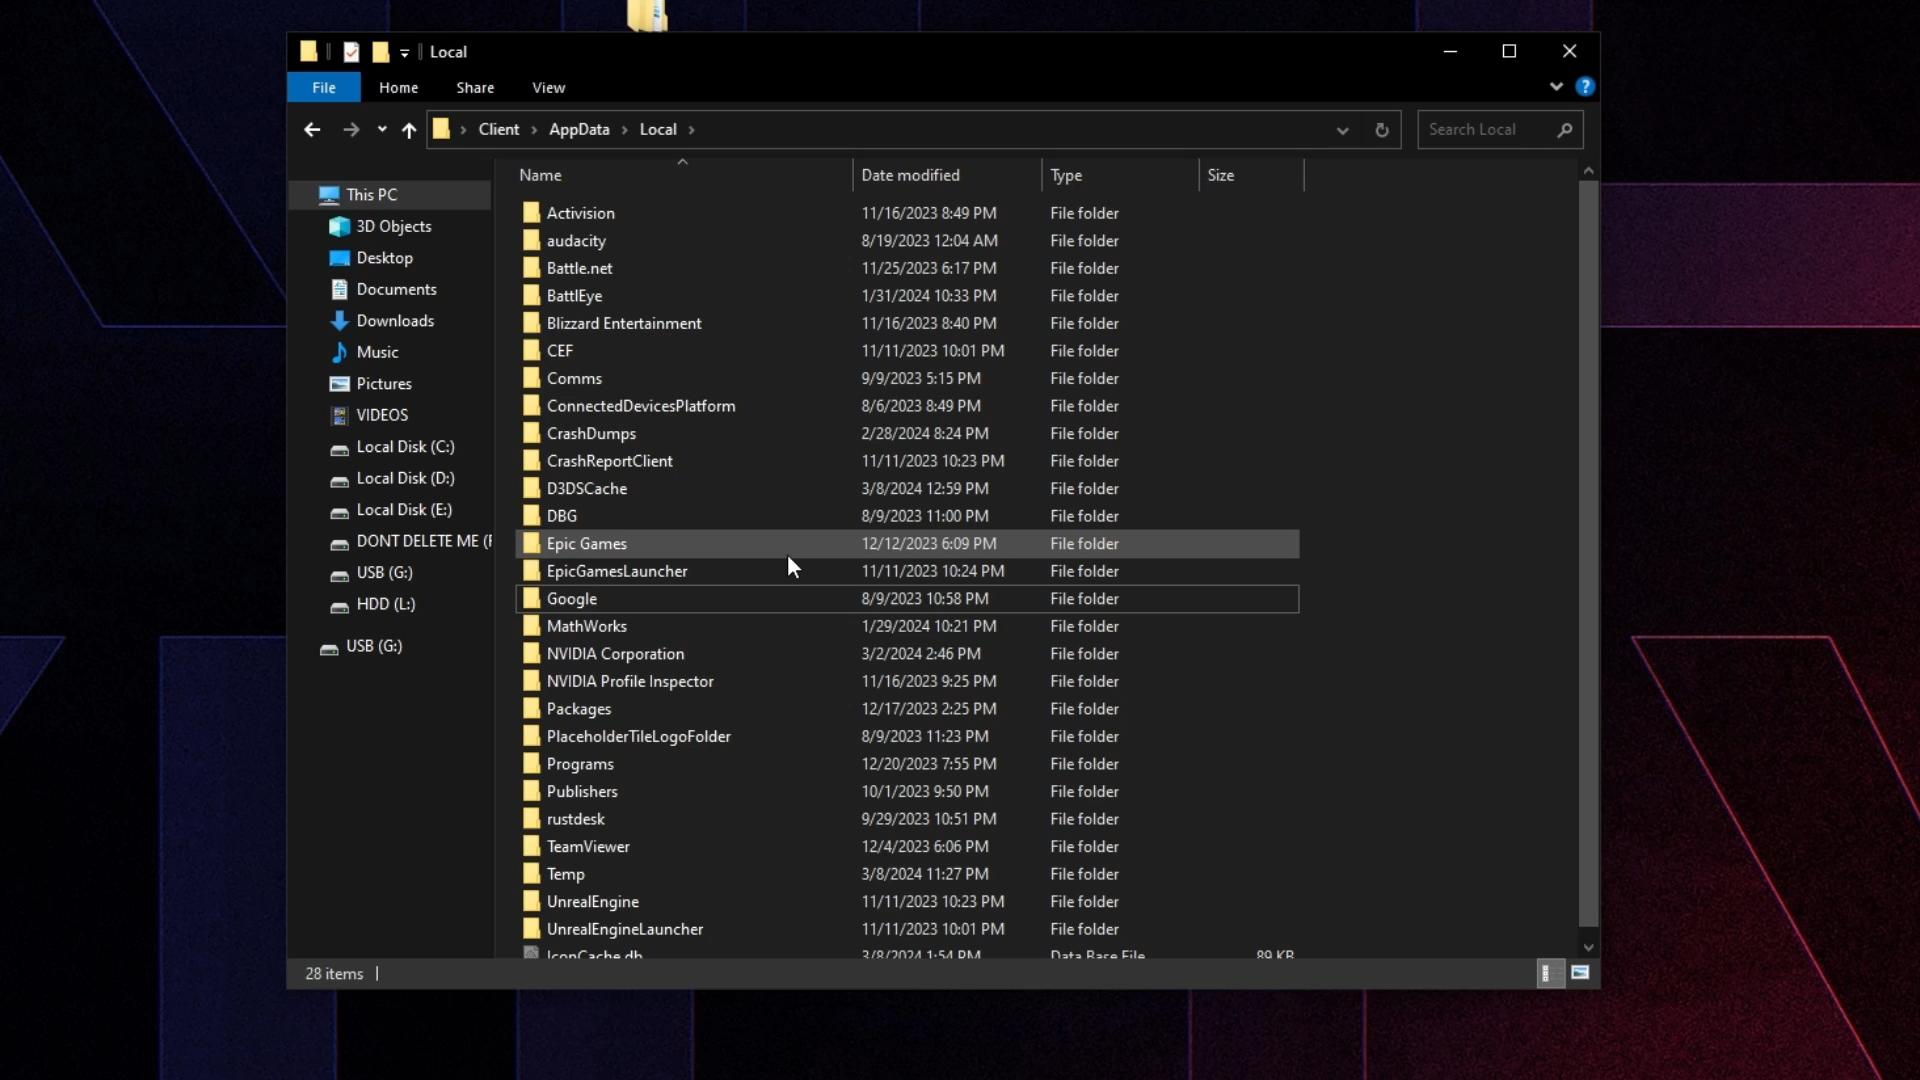 Local
File Home Share View
Client AppData Local Search Local
Name Date modified Type Size
This PC
3D Objects
Desktop
Documents
Downloads
Music
Pictures
VIDEOS
Local Disk (C:)
Local Disk (D:)
Local Disk (E:)
DONT DELETE ME (F
USB (G:)
HDD (L:)
USB (G:)
Activision 11/16/2023 8:49 PM File folder
audacity 8/19/2023 12:04 AM File folder
Battle.net 11/25/2023 6:17 PM File folder
BattlEye 1/31/2024 10:33 PM File folder
Blizzard Entertainment 11/16/2023 8:40 PM File folder
CEF 11/11/2023 10:01 PM File folder
Comms 9/9/2023 5:15 PM File folder
ConnectedDevicesPlatform 8/6/2023 8:49 PM File folder
CrashDumps 2/28/2024 8:24 PM File folder
CrashReportClient 11/11/2023 10:23 PM File folder
D3DSCache 3/8/2024 12:59 PM File folder
DBG 8/9/2023 11:00 PM File folder
Epic Games 12/12/2023 6:09 PM File folder
EpicGamesLauncher 11/11/2023 10:24 PM File folder
Google 8/9/2023 10:58 PM File folder
MathWorks 1/29/2024 10:21 PM File folder
NVIDIA Corporation 3/2/2024 2:46 PM File folder
NVIDIA Profile Inspector 11/16/2023 9:25 PM File folder
Packages 12/17/2023 2:25 PM File folder
PlaceholderTileLogoFolder 8/9/2023 11:23 PM File folder
Programs 12/20/2023 7:55 PM File folder
Publishers 10/1/2023 9:50 PM File folder
rustdesk 9/29/2023 10:51 PM File folder
TeamViewer 12/4/2023 6:06 PM File folder
Temp 3/8/2024 11:27 PM File folder
UnrealEngine 11/11/2023 10:23 PM File folder
UnrealEngineLauncher 11/11/2023 10:01 PM File folder
IconCache.db 3/8/2024 1:54 PM Data Base File 89 KB
28 items